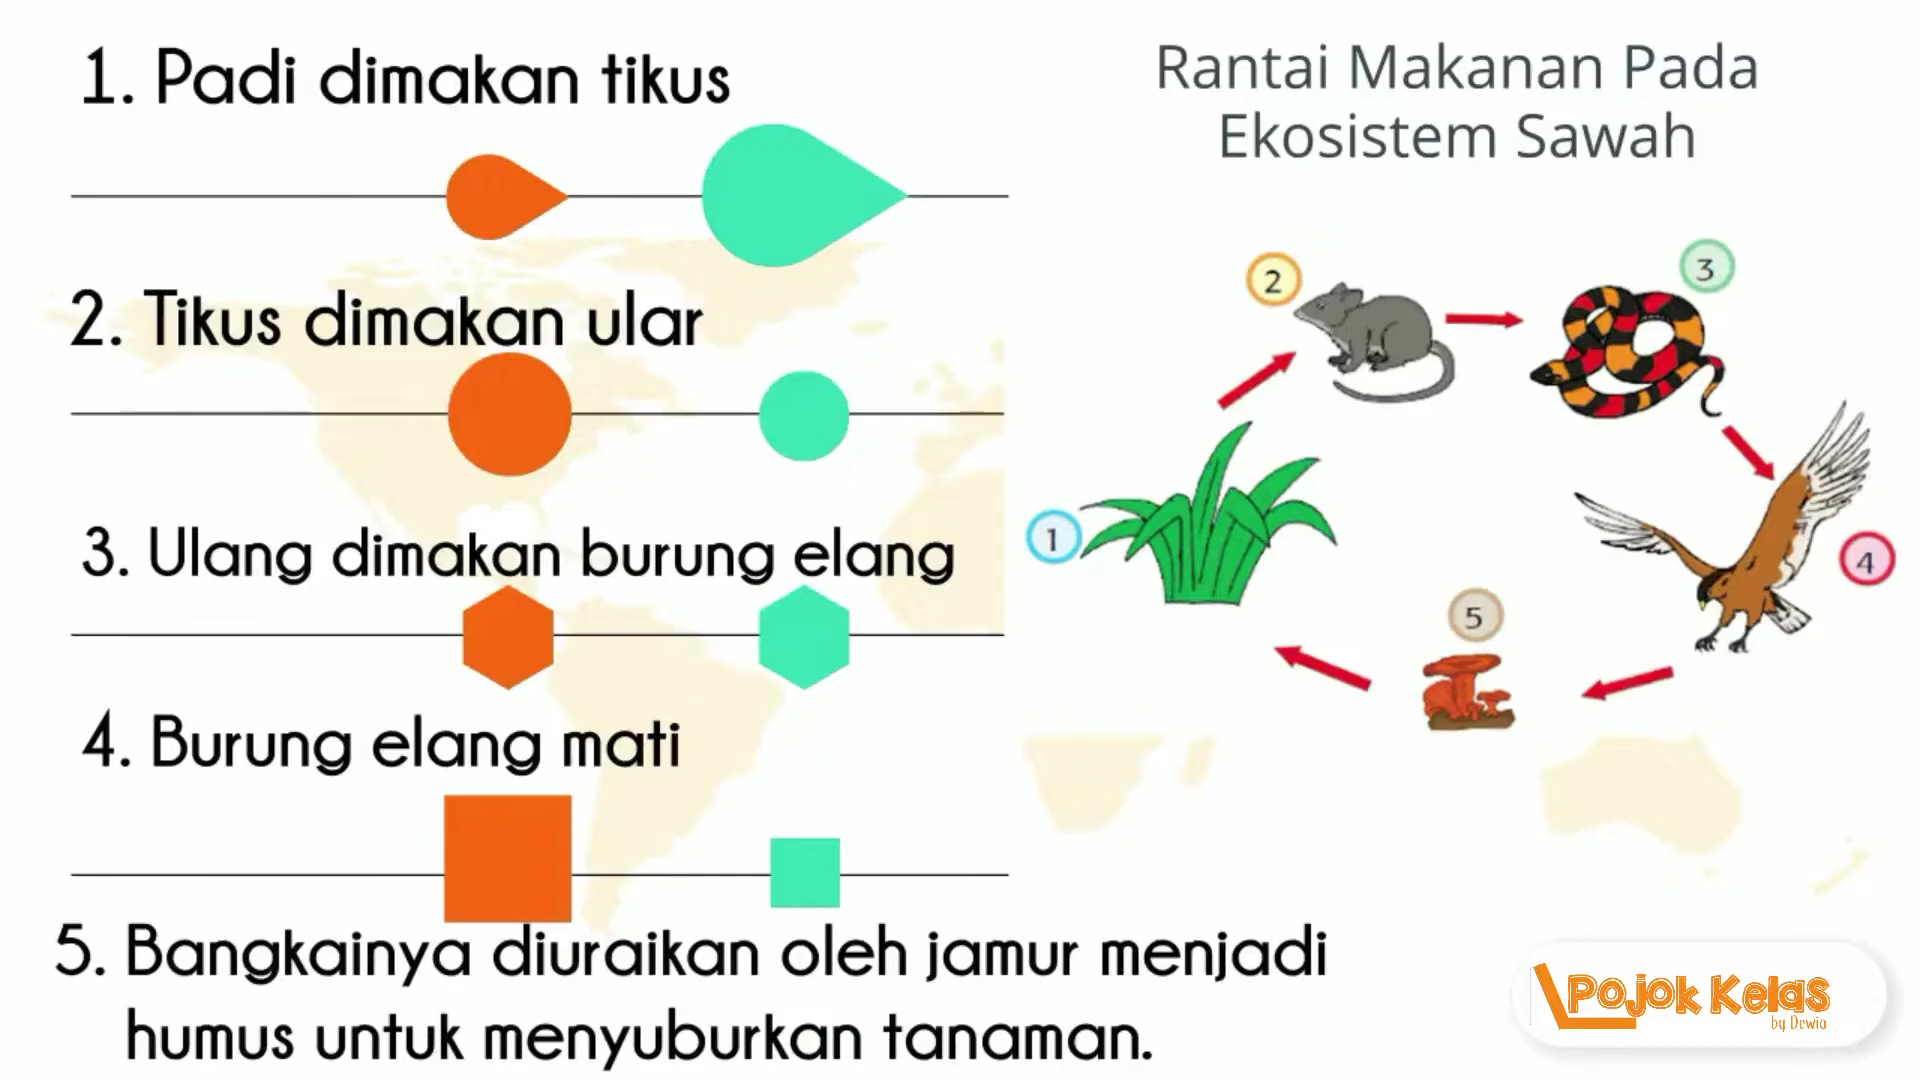 1. Padi dimakan tikus
2. Tikus dimakan ular
3. Ulang dimakan burung elang
4. Burung elang mati
5. Bangkainya diuraikan oleh jamur menjadi
humus untuk menyuburkan tanaman.
Rantai Makanan Pada
Ekosistem Sawah
1
2
3
4
5
Pojok Kelas
by Dewia